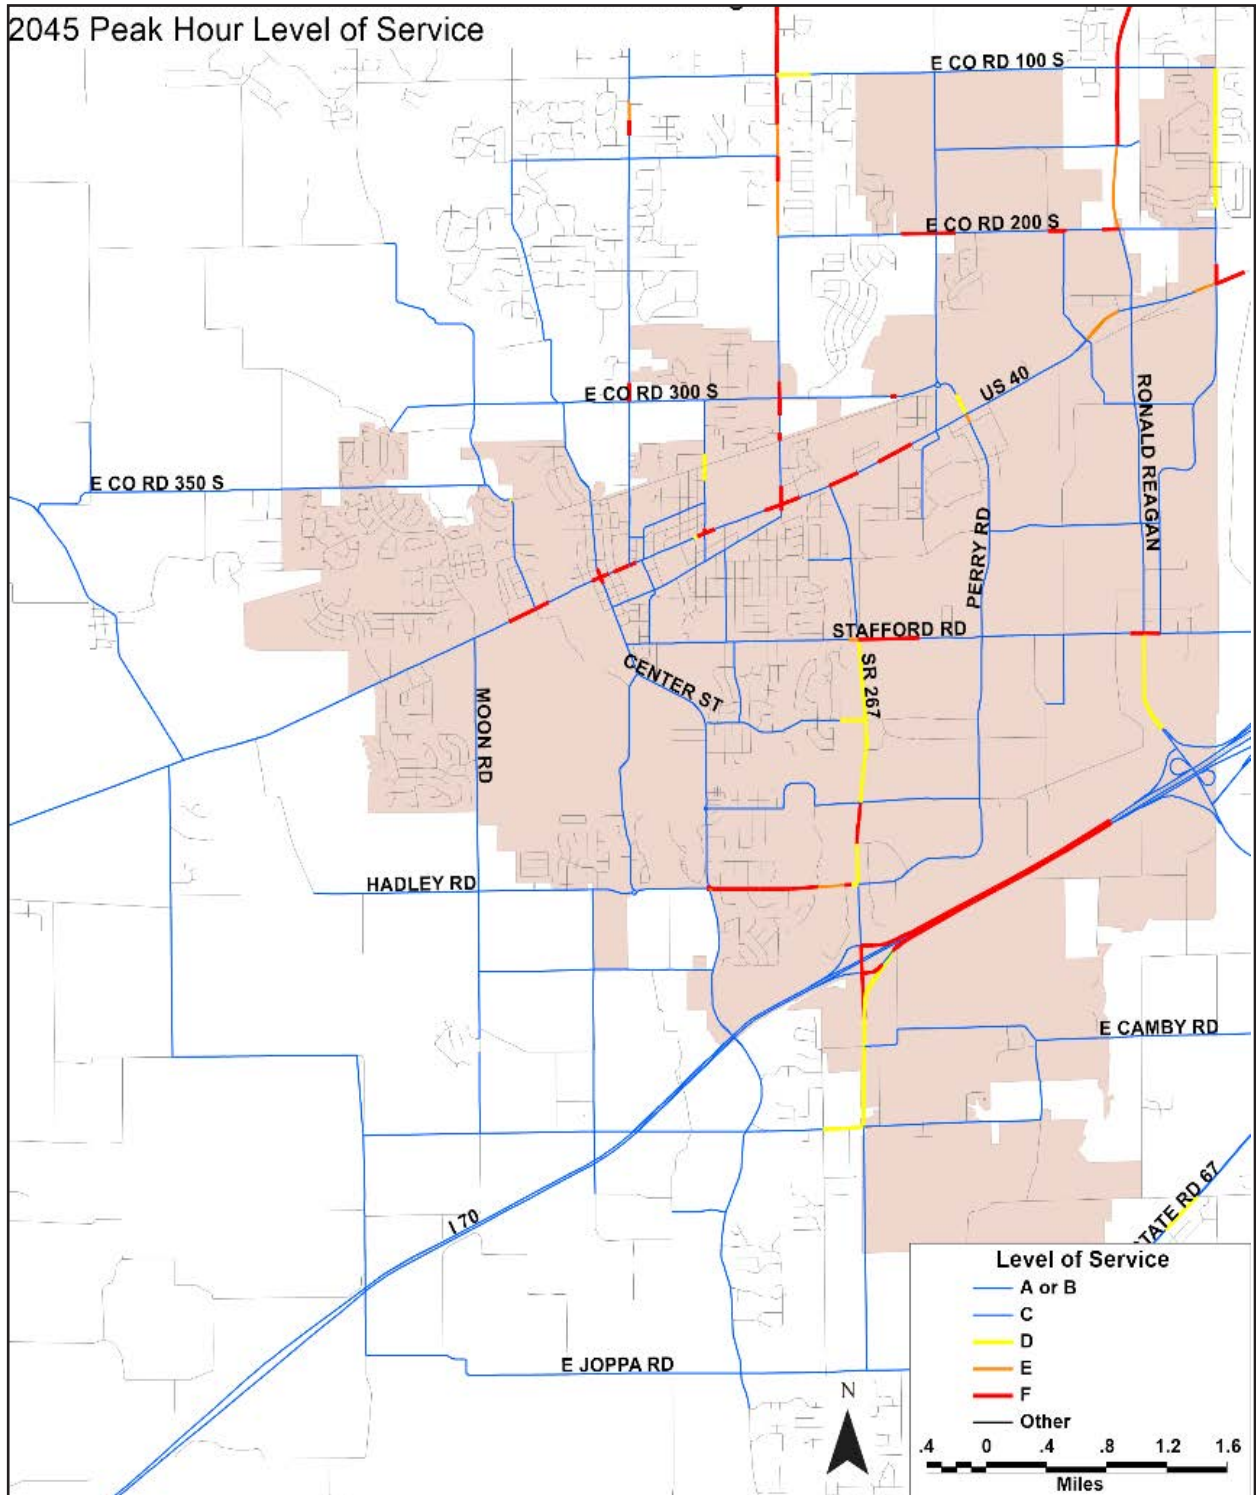 2045 Peak Hour Level of Service
E CO RD 100 S
E CO RD 200 S
E CO RD 300 S
US 40
RONALD REAGAN
E CO RD 350 S
PERRY RD
STAFFORD RD
CENTER ST
SR 267
MOON RD
HADLEY RD
E CAMBY RD
I 70
TATE RD 67
E JOPPA RD
N
Level of Service
A or B
C
D
E
F
Other
.4 0 .4 .8 1.2 1.6
Miles